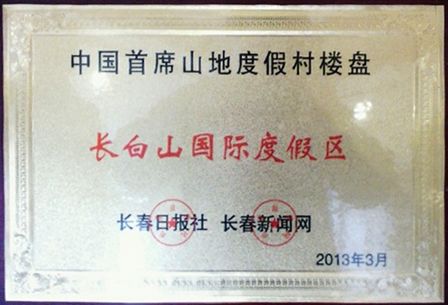 中国首席山地度假村楼盘
长白山国际度假区
长春日报社 长春新闻网
2013年3月